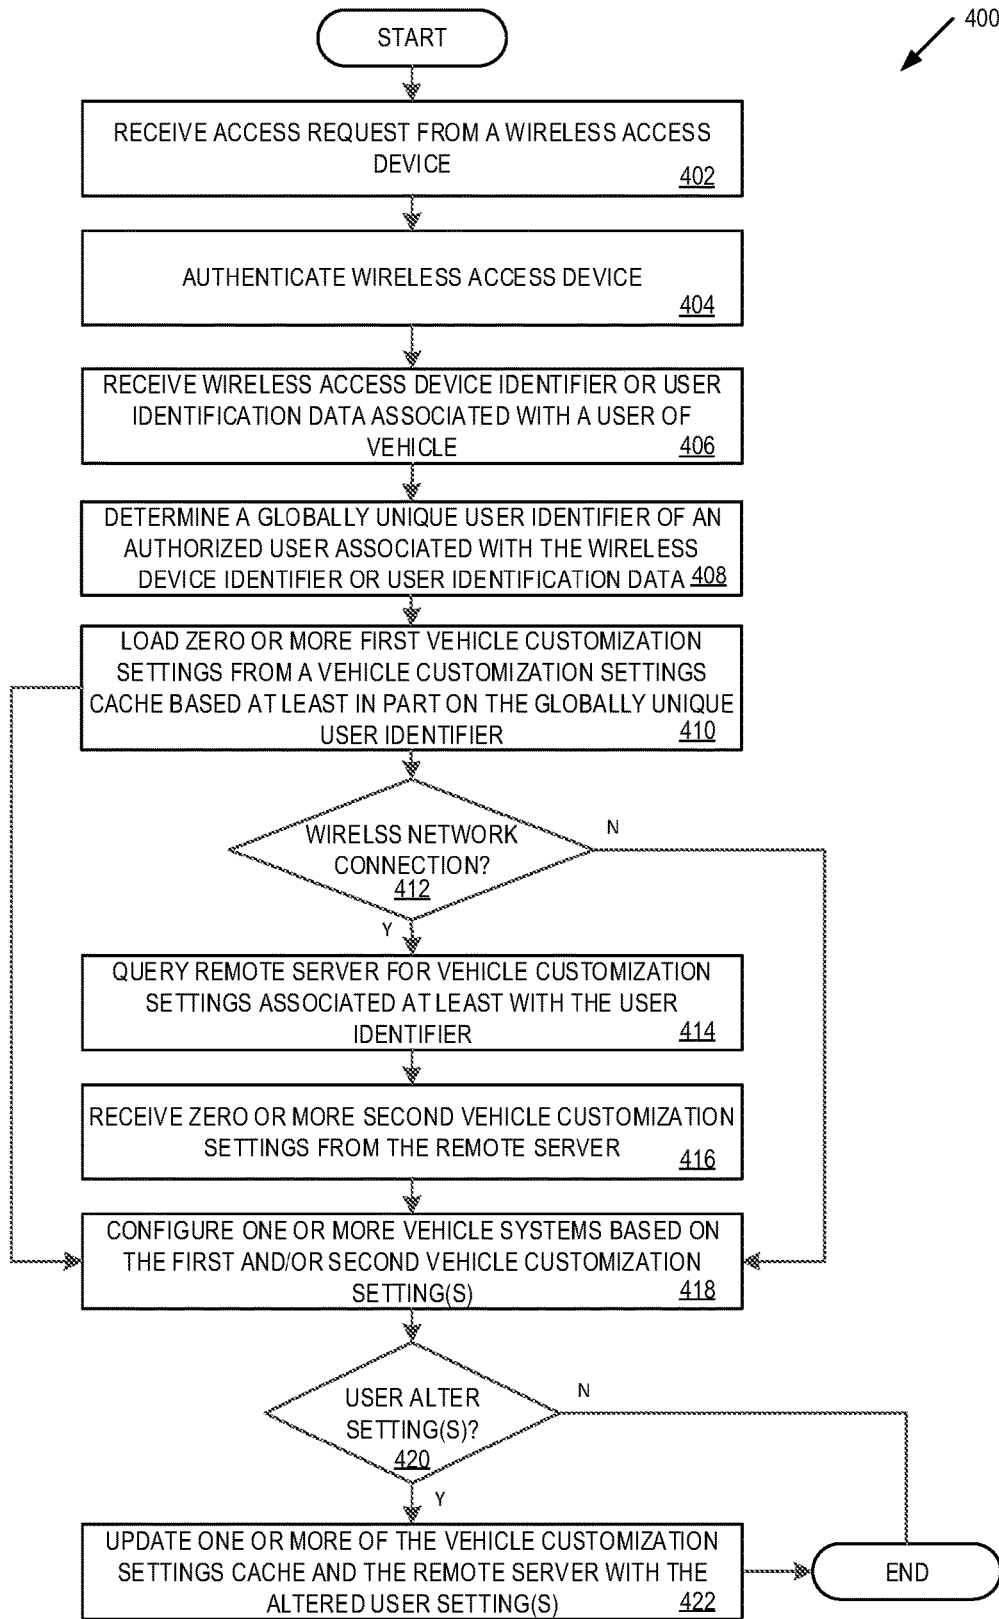 400
START
RECEIVE ACCESS REQUEST FROM A WIRELESS ACCESS
DEVICE
402
AUTHENTICATE WIRELESS ACCESS DEVICE
404
RECEIVE WIRELESS ACCESS DEVICE IDENTIFIER OR USER
IDENTIFICATION DATA ASSOCIATED WITH A USER OF
VEHICLE
406
DETERMINE A GLOBALLY UNIQUE USER IDENTIFIER OF AN
AUTHORIZED USER ASSOCIATED WITH THE WIRELESS
DEVICE IDENTIFIER OR USER IDENTIFICATION DATA 408
LOAD ZERO OR MORE FIRST VEHICLE CUSTOMIZATION
SETTINGS FROM A VEHICLE CUSTOMIZATION SETTINGS
CACHE BASED AT LEAST IN PART ON THE GLOBALLY UNIQUE
USER IDENTIFIER
410
WIRELSS NETWORK
CONNECTION?
412
N
Y
QUERY REMOTE SERVER FOR VEHICLE CUSTOMIZATION
SETTINGS ASSOCIATED AT LEAST WITH THE USER
IDENTIFIER
414
RECEIVE ZERO OR MORE SECOND VEHICLE CUSTOMIZATION
SETTINGS FROM THE REMOTE SERVER
416
CONFIGURE ONE OR MORE VEHICLE SYSTEMS BASED ON
THE FIRST AND/OR SECOND VEHICLE CUSTOMIZATION
SETTING(S)
418
USER ALTER
SETTING(S)?
420
N
Y
UPDATE ONE OR MORE OF THE VEHICLE CUSTOMIZATION
SETTINGS CACHE AND THE REMOTE SERVER WITH THE
ALTERED USER SETTING(S)
422
END